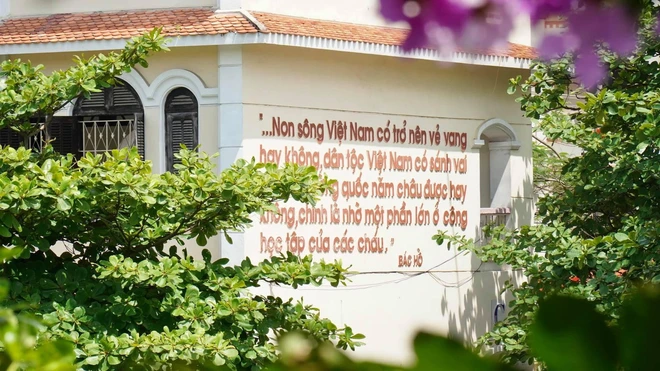 "...Non sông Việt Nam có trở nên vẻ vang
hay không, dân tộc Việt Nam có sánh vai
quốc năm châu được hay
không, chính là nhờ một phần lớn ở công
học tập của các cháu."
BÁC HỒ